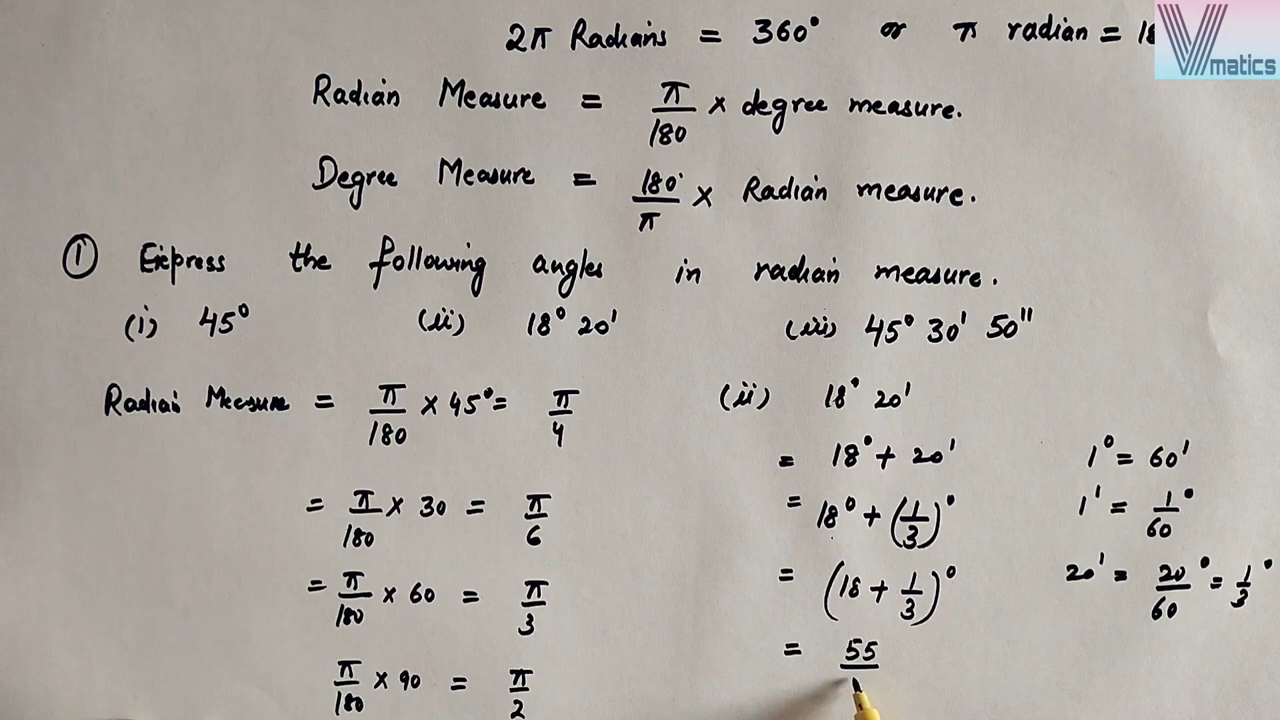 2π Radians = 360° or π radian = 18
Vmatics
Radian Measure = π/180 × degree measure.
Degree Measure = 180°/π × Radian measure.
① Express the following angles in radian measure.
(i) 45° (ii) 18° 20' (iii) 45° 30' 50"
Radian Measure = π/180 × 45° = π/4
= π/180 × 30 = π/6
= π/180 × 60 = π/3
π/180 × 90 = π/2
(ii) 18° 20'
= 18° + 20'
= 18° + (1/3)°
= (18 + 1/3)°
= 55
1° = 60'
1' = 1/60°
20' = 20/60° = 1/3°